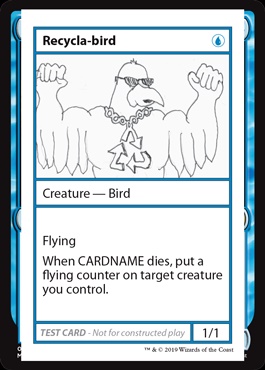 Recycla-bird
Creature — Bird
Flying
When CARDNAME dies, put a
flying counter on target creature
you control.
TEST CARD - Not for constructed play
1/1
™ & © 2019 Wizards of the Coast